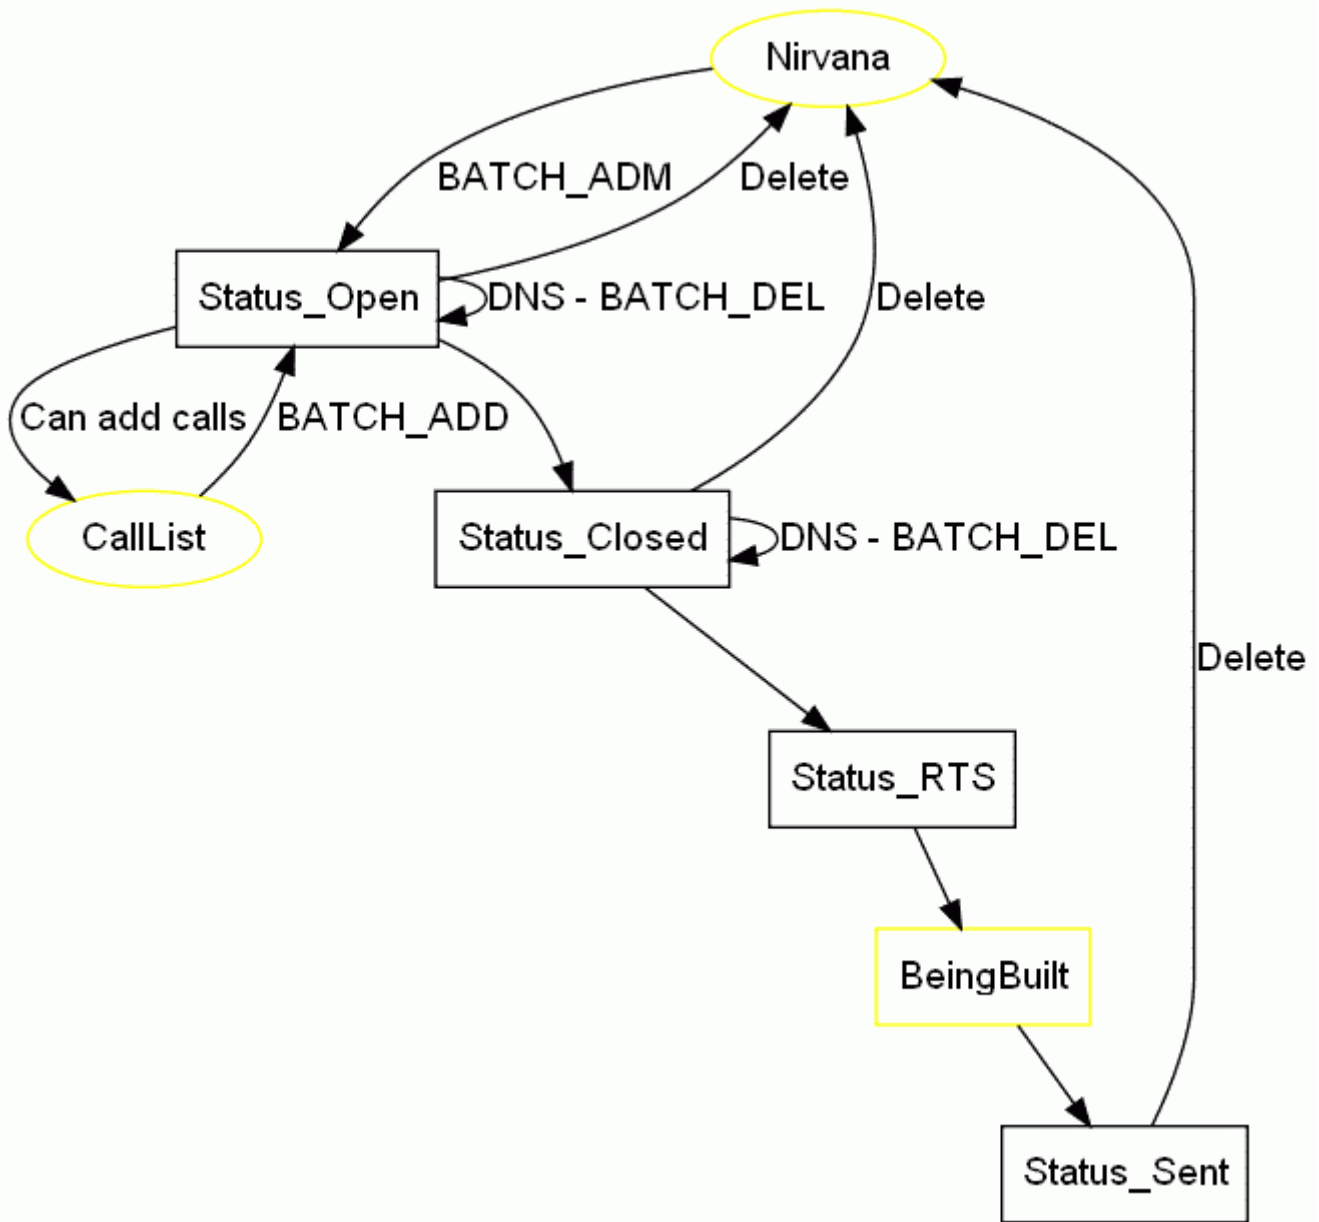 Nirvana
BATCH_ADM
Delete
Status_Open
DNS - BATCH_DEL
Delete
Can add calls
BATCH_ADD
CallList
Status_Closed
DNS - BATCH_DEL
Delete
Status_RTS
BeingBuilt
Status_Sent